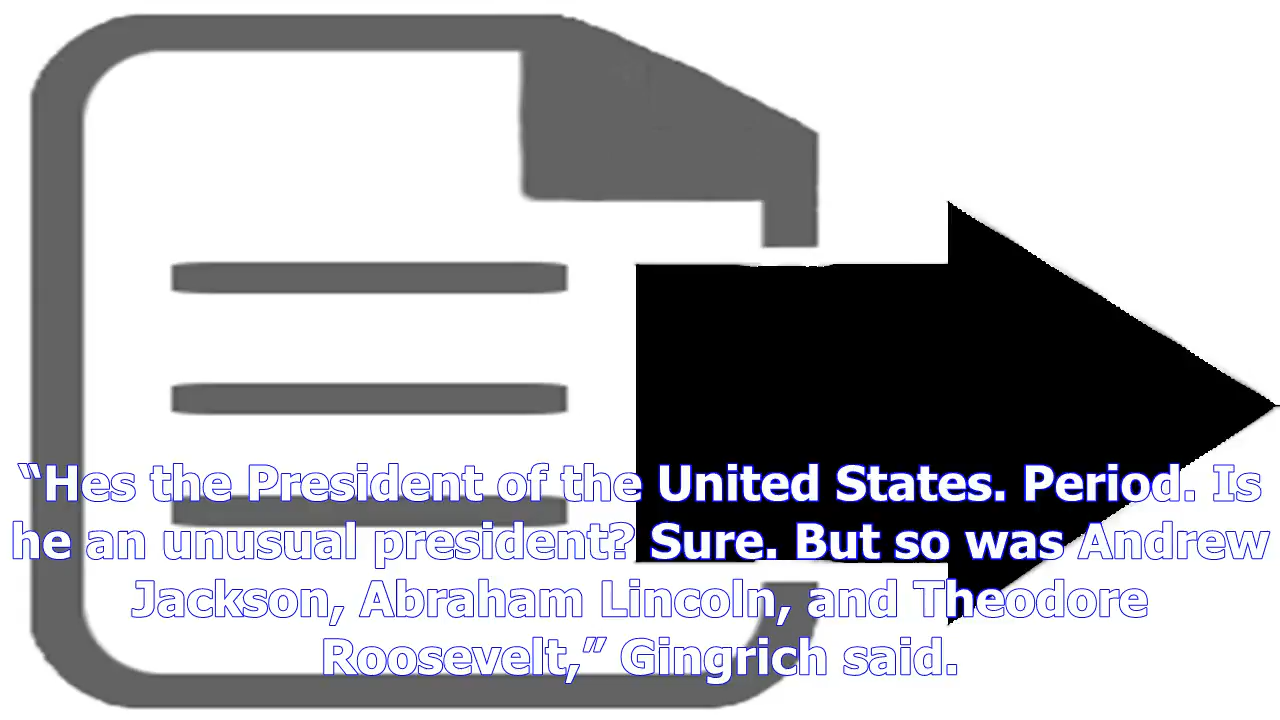 “Hes the President of the United States. Period. Is
he an unusual president? Sure. But so was Andrew
Jackson, Abraham Lincoln, and Theodore
Roosevelt,” Gingrich said.